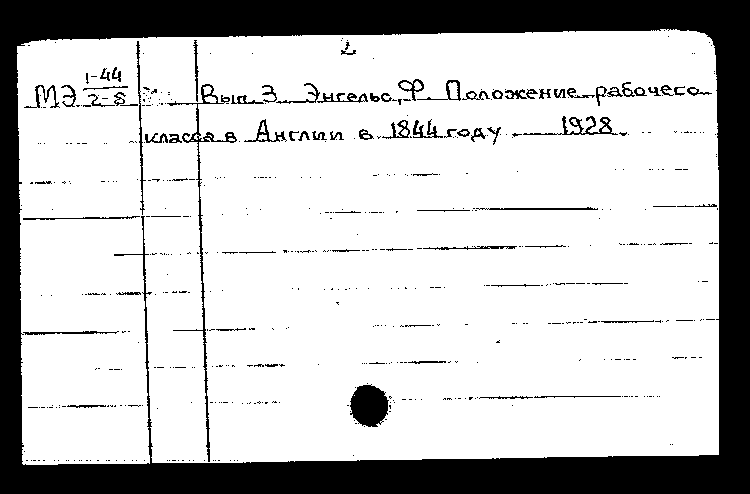 2
МЭ 1-44/2-8 Вып. 3. Энгельс, Ф. Положение рабочего
класса в Англии в 1844 году. 1928.